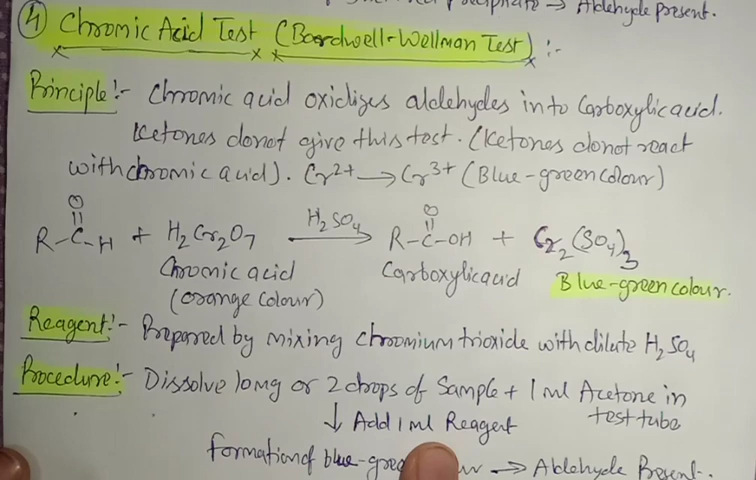 → Aldehyde present.
④ Chromic Acid Test (Bordwell-Wellman Test) :-
Principle:- Chromic acid oxidizes aldehydes into Carboxylic acid.
Ketones donot give this test. (Ketones donot react
with chromic acid). Cr2+ → Cr3+ (Blue-green colour)
O O
R-C-H + H2Cr2O7 H2SO4 → R-C-OH + Cr2(SO4)3
Chromic acid Carboxylic acid Blue-green colour.
(orange colour)
Reagent:- Prepared by mixing chromium trioxide with dilute H2SO4
Procedure:- Dissolve 10mg or 2 drops of Sample + 1 ml Acetone in
test tube
↓ Add 1 ml Reagent
formation of blue- → Aldehyde Present.